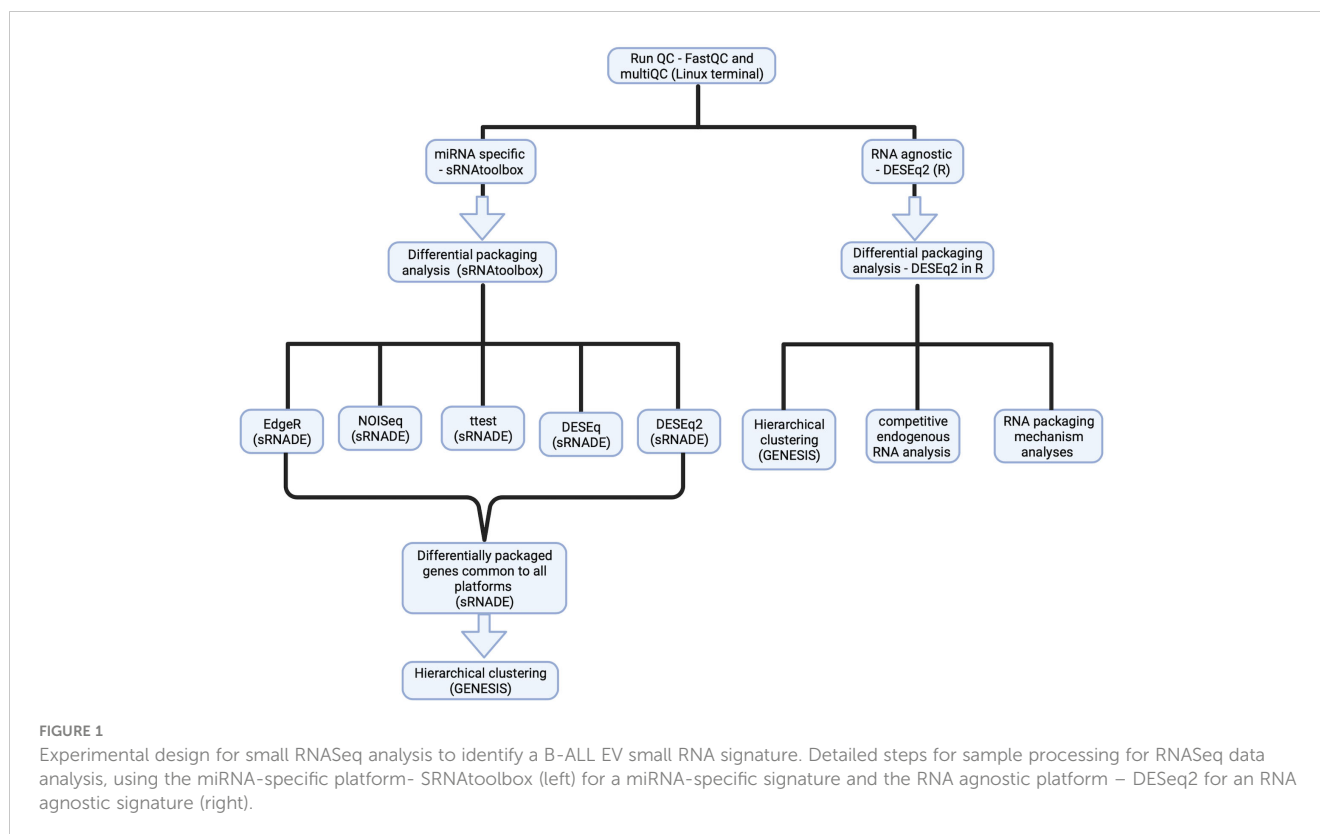 Run QC - FastQC and
multiQC (Linux terminal)
miRNA specific
- sRNAtoolbox
RNA agnostic
- DESEq2 (R)
Differential packaging
analysis (sRNAtoolbox)
Differential packaging
analysis - DESEq2 in R
EdgeR
(sRNADE)
NOISeq
(sRNADE)
ttest
(sRNADE)
DESEq
(sRNADE)
DESEq2
(sRNADE)
Hierarchical
clustering
(GENESIS)
competitive
endogenous
RNA analysis
RNA packaging
mechanism
analyses
Differentially packaged
genes common to all
platforms
(sRNADE)
Hierarchical clustering
(GENESIS)
FIGURE 1
Experimental design for small RNASeq analysis to identify a B-ALL EV small RNA signature. Detailed steps for sample processing for RNASeq data
analysis, using the miRNA-specific platform- SRNAtoolbox (left) for a miRNA-specific signature and the RNA agnostic platform – DESeq2 for an RNA
agnostic signature (right).